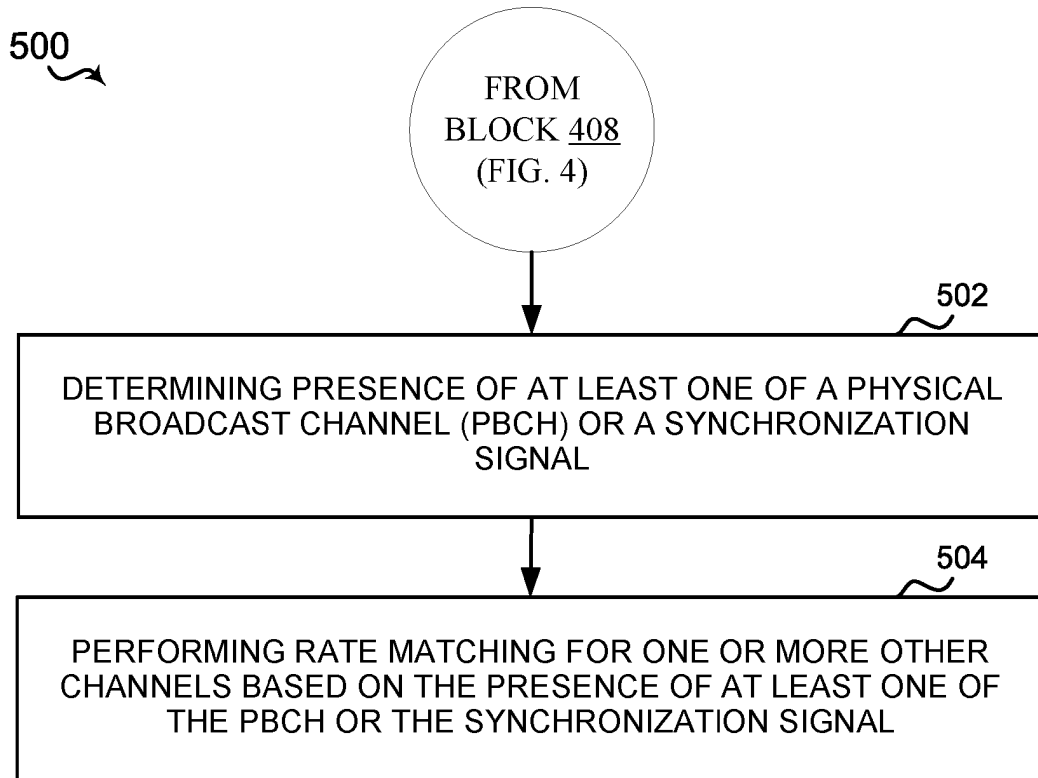 500
FROM
BLOCK 408
(FIG. 4)
502
DETERMINING PRESENCE OF AT LEAST ONE OF A PHYSICAL
BROADCAST CHANNEL (PBCH) OR A SYNCHRONIZATION
SIGNAL
504
PERFORMING RATE MATCHING FOR ONE OR MORE OTHER
CHANNELS BASED ON THE PRESENCE OF AT LEAST ONE OF
THE PBCH OR THE SYNCHRONIZATION SIGNAL